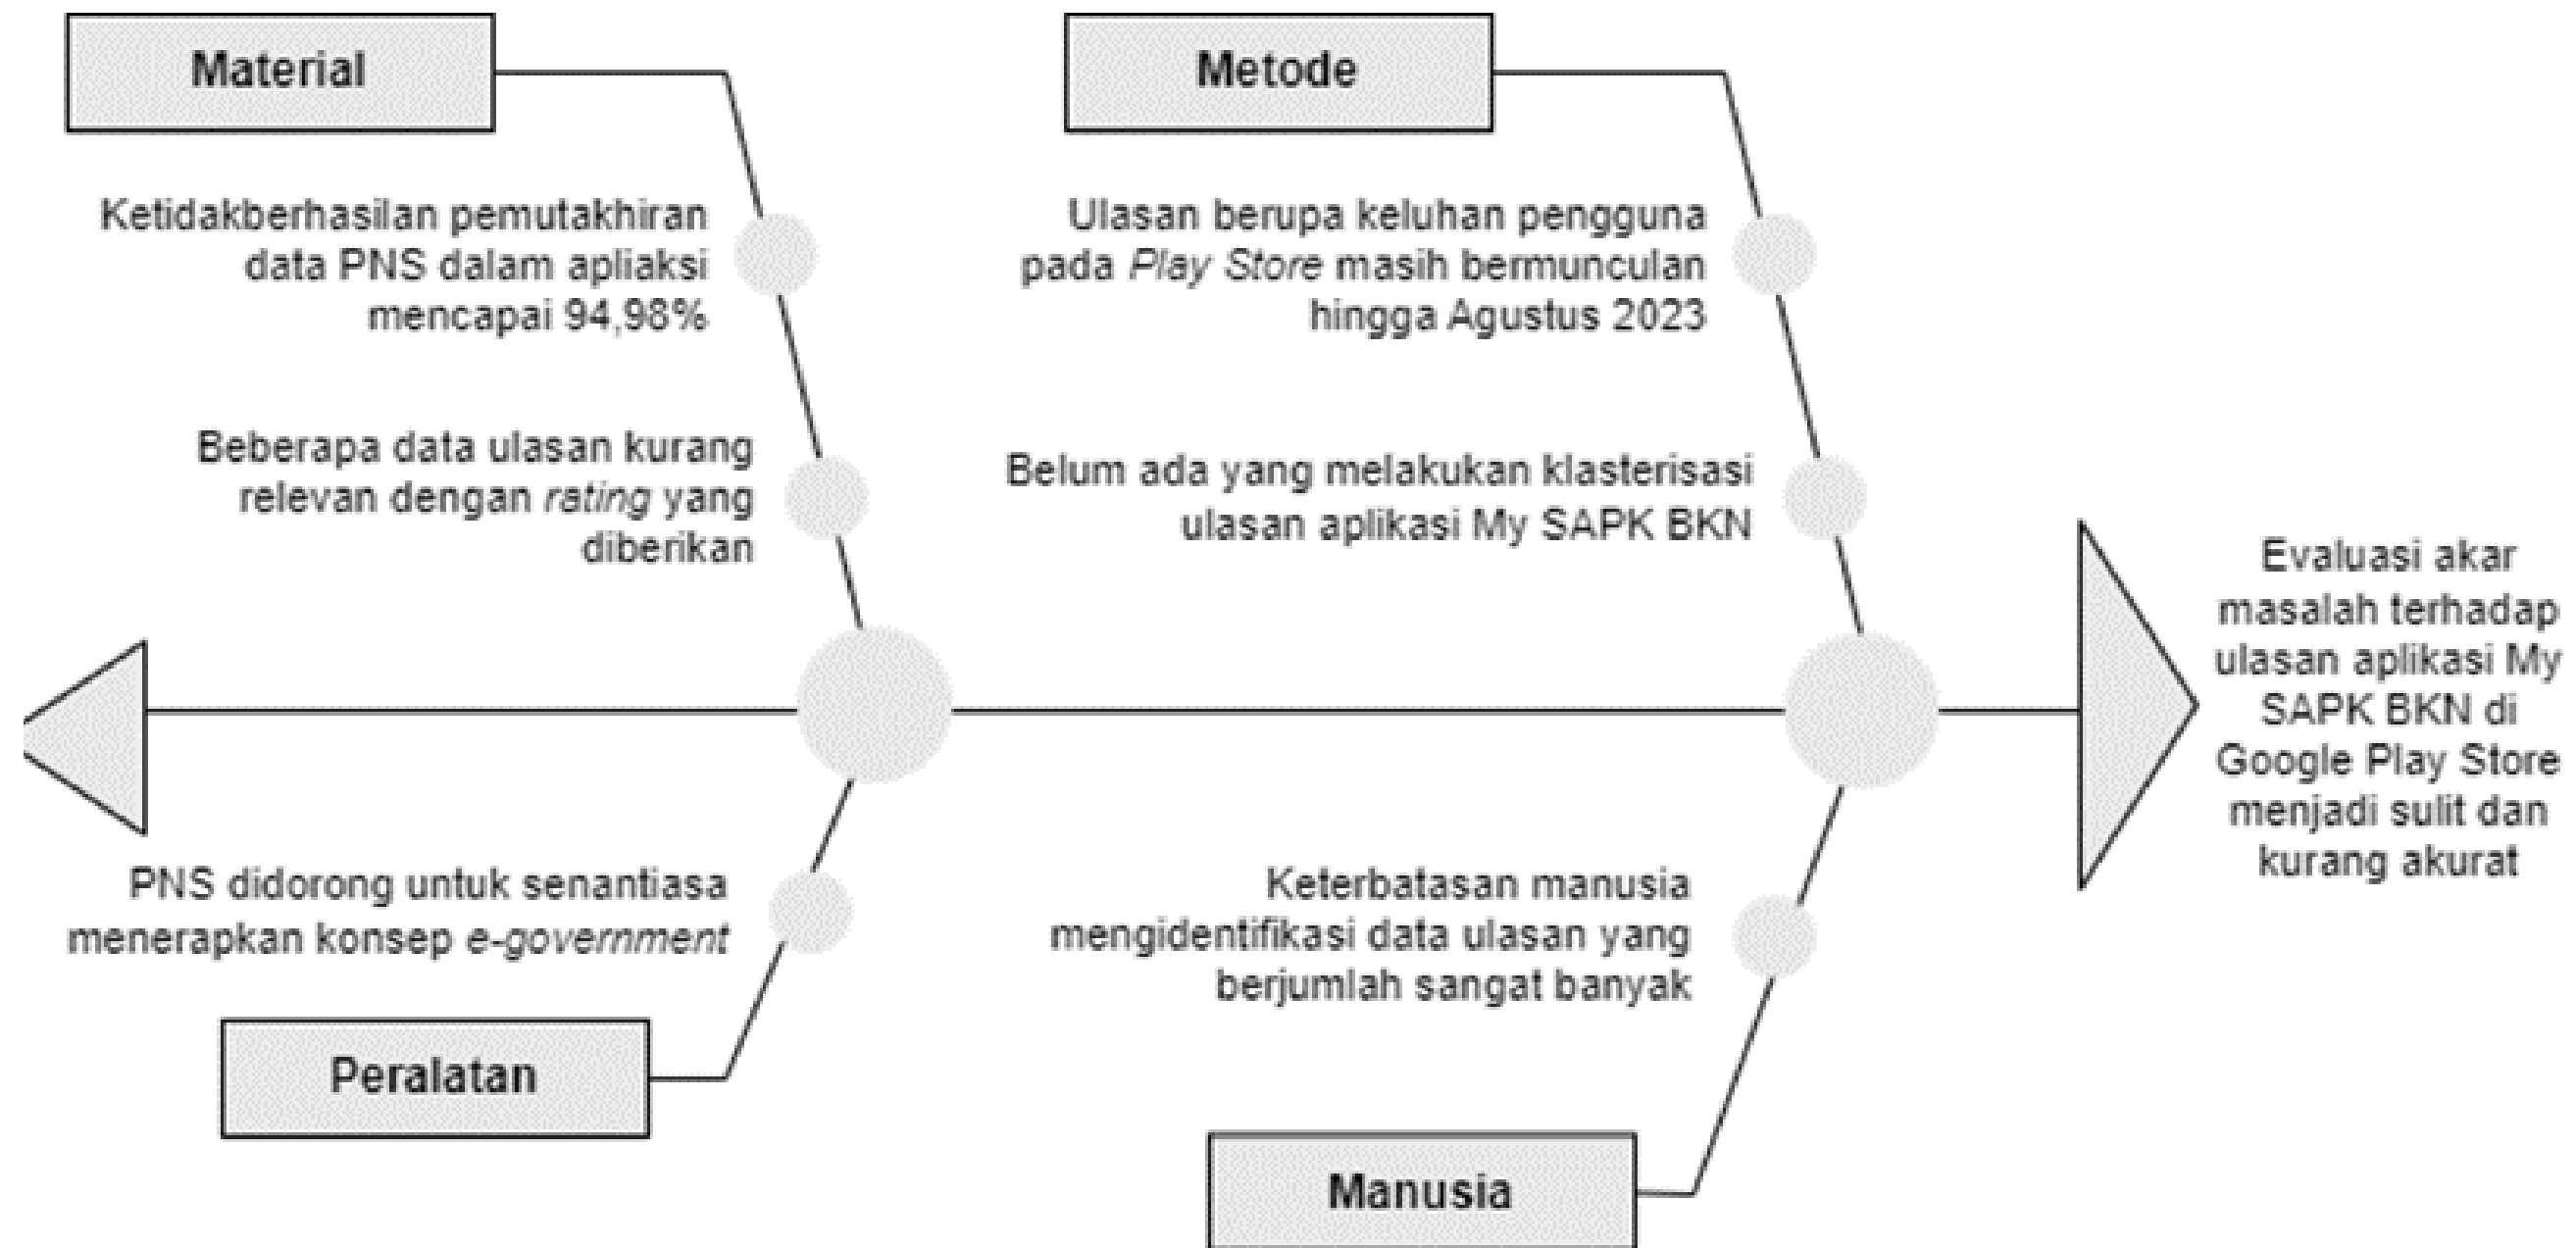 Material
Ketidakberhasilan pemutakhiran
data PNS dalam apliaksi
mencapai 94,98%
Beberapa data ulasan kurang
relevan dengan rating yang
diberikan
Metode
Ulasan berupa keluhan pengguna
pada Play Store masih bermunculan
hingga Agustus 2023
Belum ada yang melakukan klasterisasi
ulasan aplikasi My SAPK BKN
PNS didorong untuk senantiasa
menerapkan konsep e-government
Peralatan
Keterbatasan manusia
mengidentifikasi data ulasan yang
berjumlah sangat banyak
Manusia
Evaluasi akar
masalah terhadap
ulasan aplikasi My
SAPK BKN di
Google Play Store
menjadi sulit dan
kurang akurat